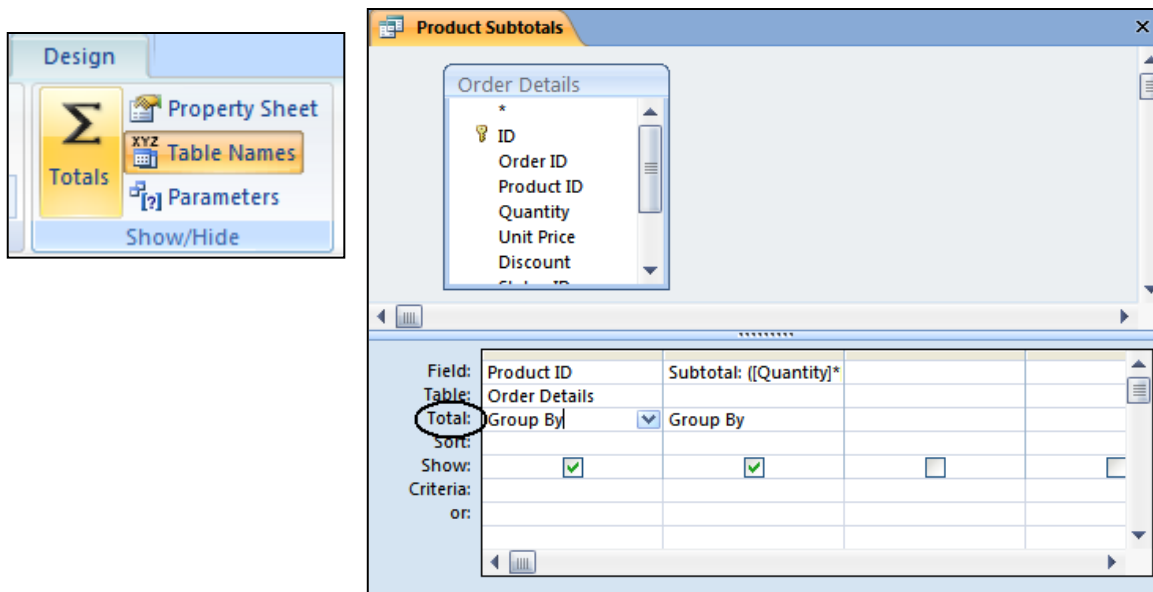 Design
Totals
Property Sheet
XYZ
Table Names
[?] Parameters
Show/Hide
Product Subtotals
Order Details
*
ID
Order ID
Product ID
Quantity
Unit Price
Discount
Field: Product ID Subtotal: ([Quantity]*
Table: Order Details
Total: Group By Group By
Sort:
Show:
Criteria:
or: